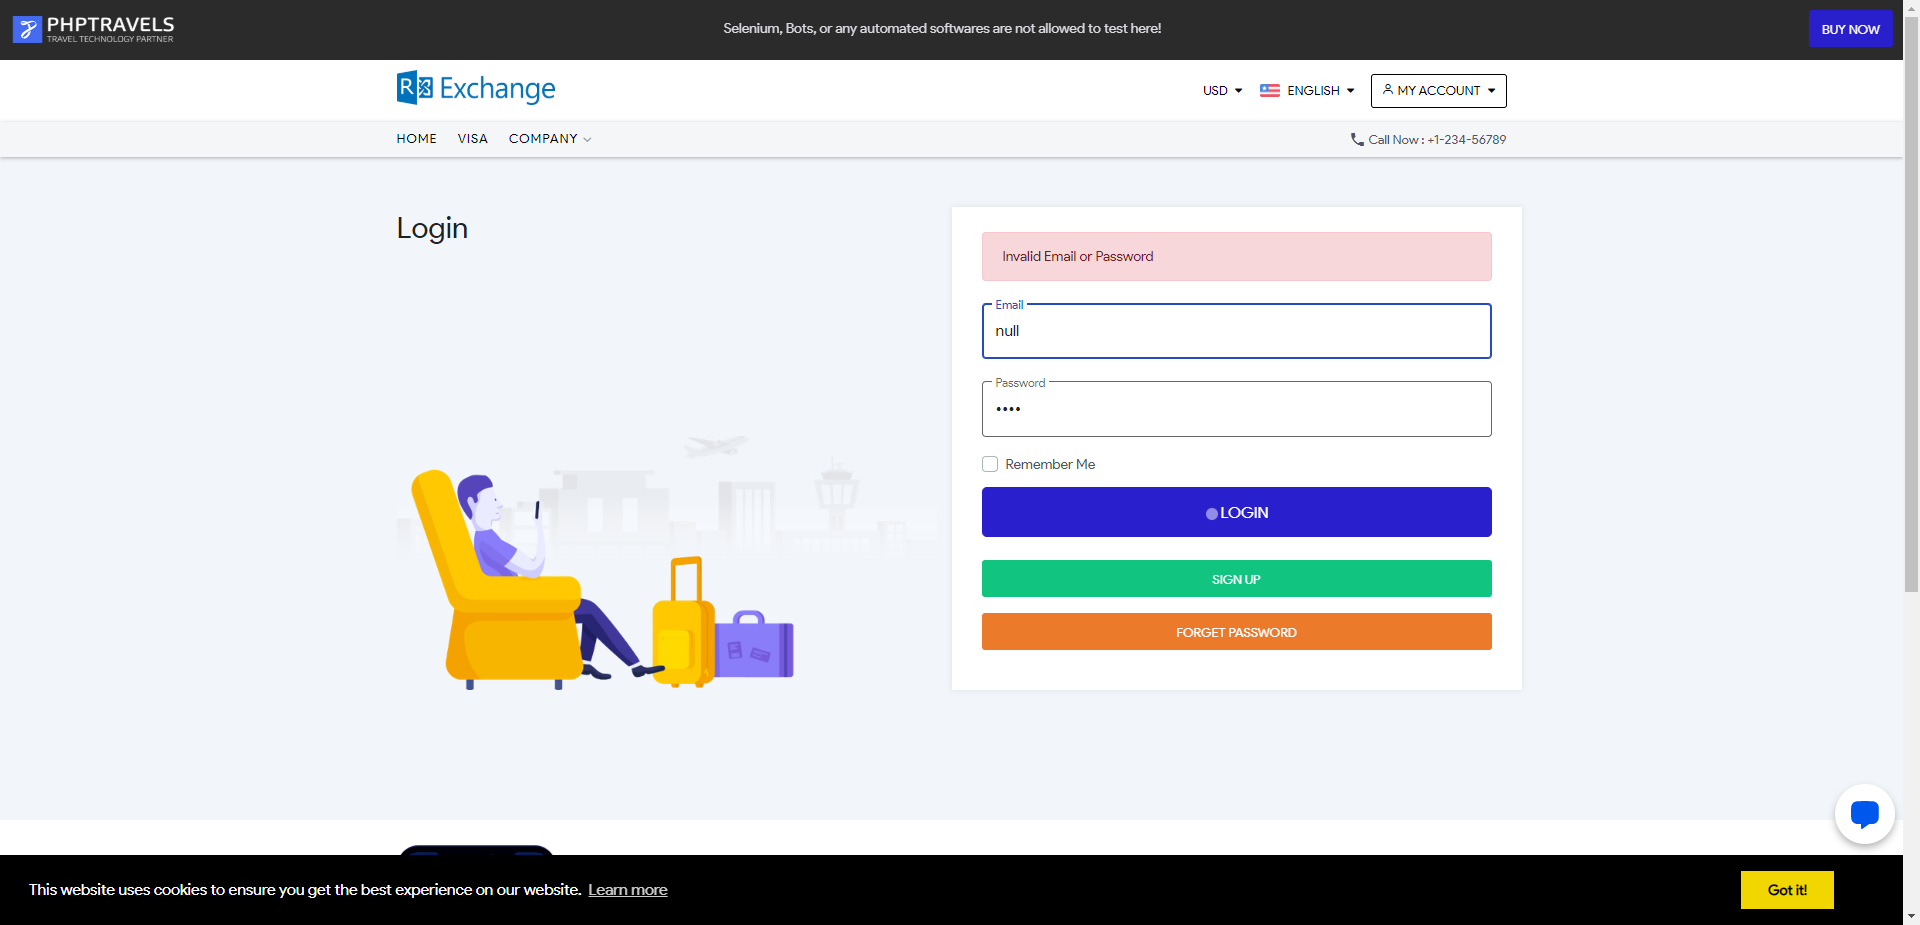 PHPTRAVELS
TRAVEL TECHNOLOGY PARTNER
Selenium, Bots, or any automated softwares are not allowed to test here!
BUY NOW
R Exchange
USD
ENGLISH
MY ACCOUNT
HOME VISA COMPANY
Call Now : +1-234-56789
Login
Invalid Email or Password
Email
null
Password
••••
Remember Me
LOGIN
SIGN UP
FORGET PASSWORD
This website uses cookies to ensure you get the best experience on our website. Learn more
Got it!